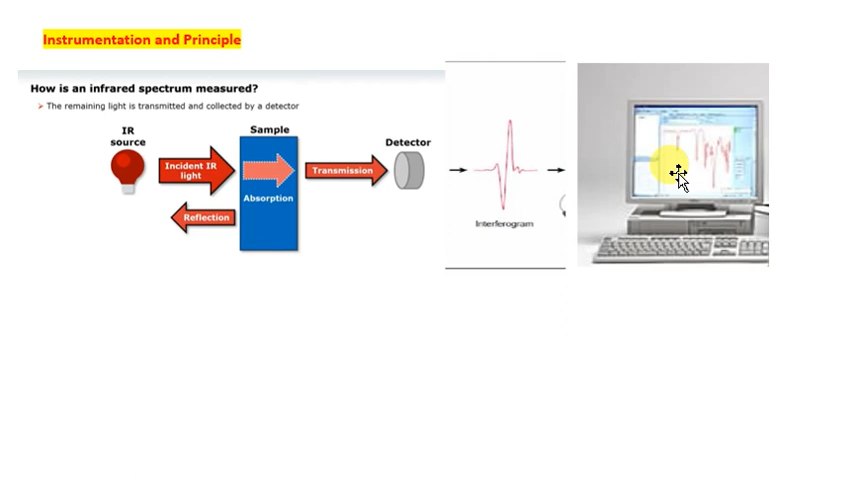 Instrumentation and Principle
How is an infrared spectrum measured?
The remaining light is transmitted and collected by a detector
IR
source
Sample
Detector
Incident IR
light
Transmission
Absorption
Reflection
Interferogram